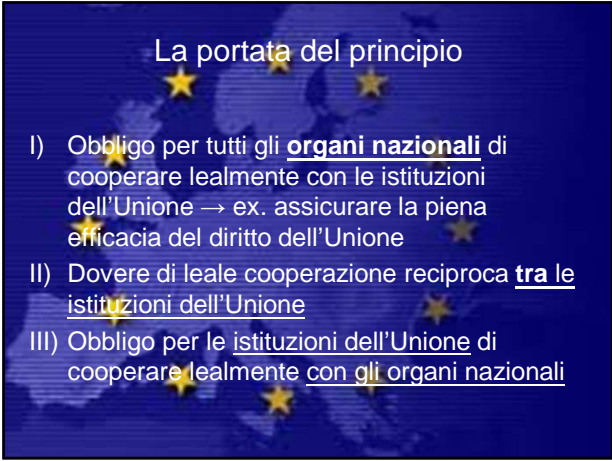 La portata del principio
I) Obbligo per tutti gli organi nazionali di
cooperare lealmente con le istituzioni
dell'Unione → ex. assicurare la piena
efficacia del diritto dell'Unione
II) Dovere di leale cooperazione reciproca tra le
istituzioni dell'Unione
III) Obbligo per le istituzioni dell'Unione di
cooperare lealmente con gli organi nazionali